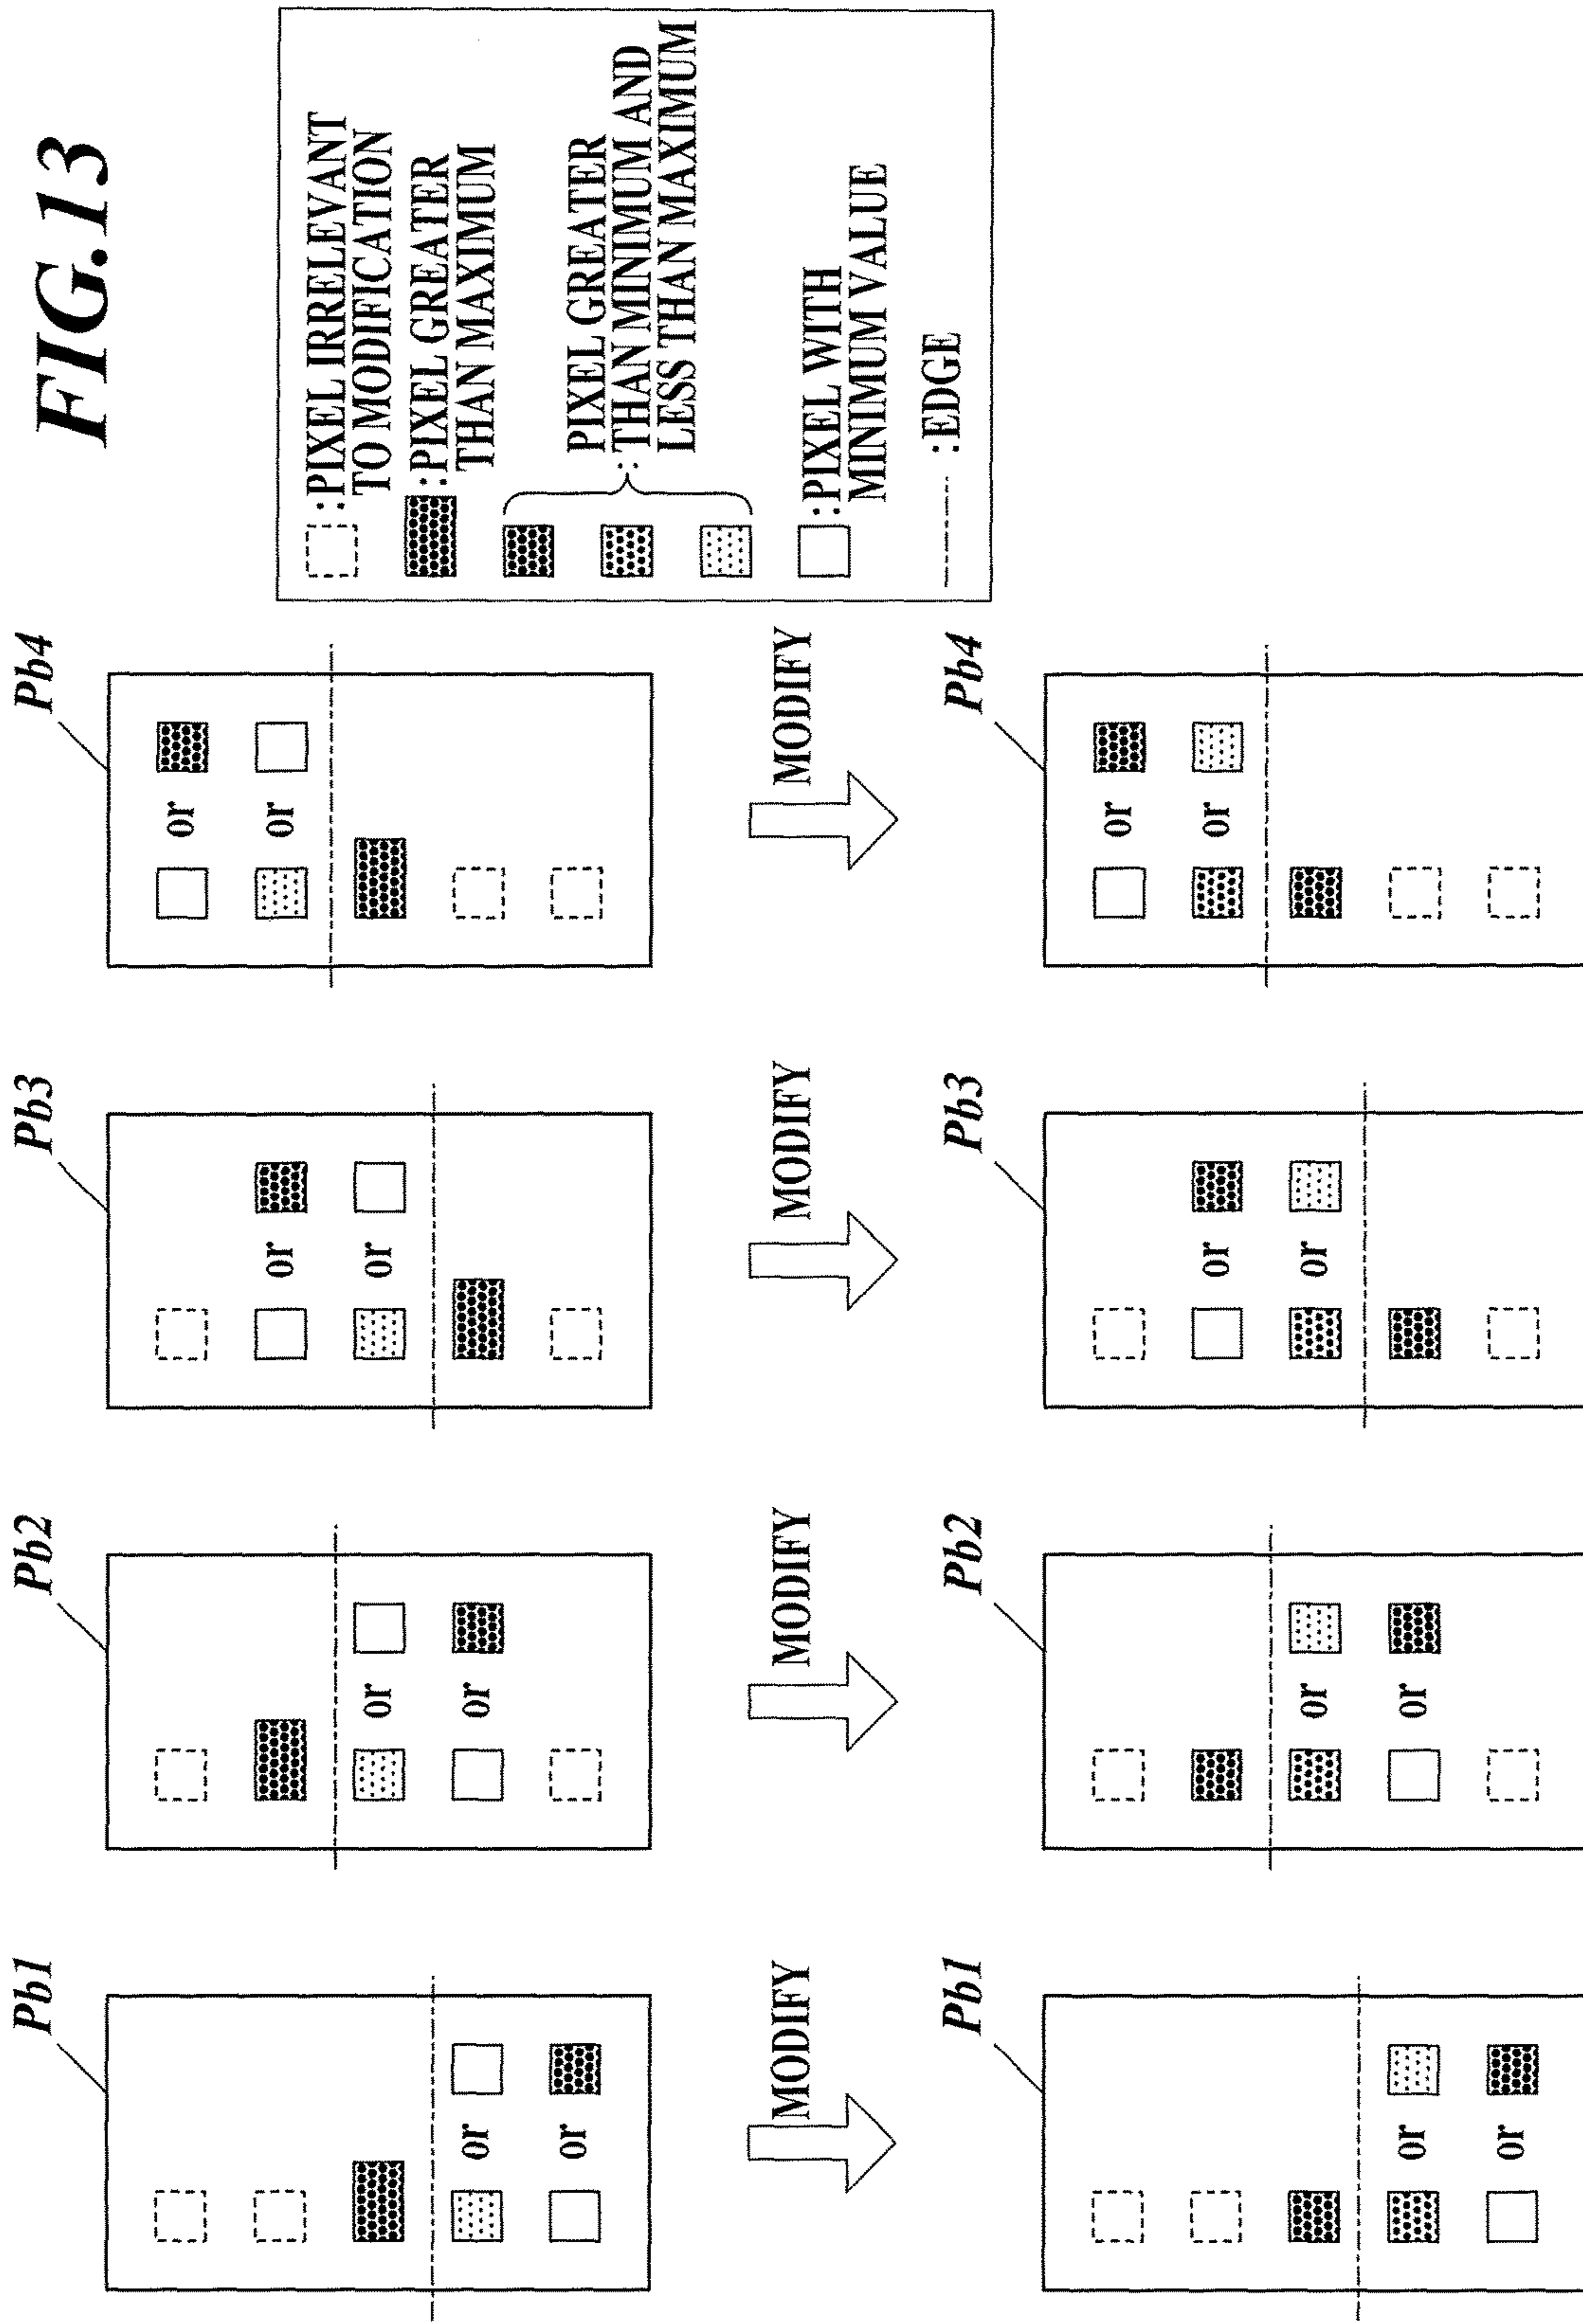 FIG.13
Pb1
Pb2
Pb3
Pb4
or
or
or
or
or
or
or
or
MODIFY
MODIFY
MODIFY
MODIFY
Pb1
Pb2
Pb3
Pb4
or
or
or
or
or
or
or
or
:PIXEL IRRELEVANT
TO MODIFICATION
:PIXEL GREATER
THAN MAXIMUM
PIXEL GREATER
:THAN MINIMUM AND
LESS THAN MAXIMUM
:PIXEL WITH
MINIMUM VALUE
:EDGE